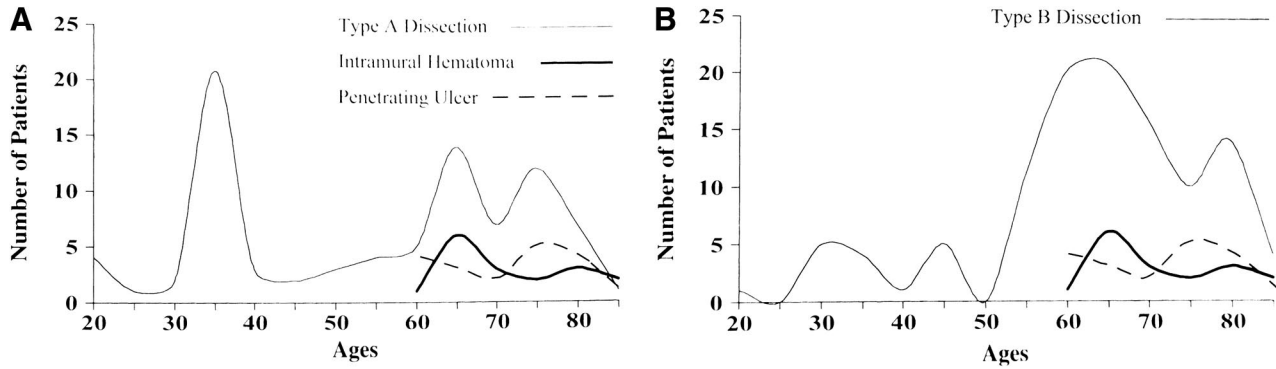 A
Type A Dissection
Intramural Hematoma
Penetrating Ulcer
Number of Patients
25
20
15
10
5
0
20 30 40 50 60 70 80
Ages
B
Type B Dissection
Number of Patients
25
20
15
10
5
0
20 30 40 50 60 70 80
Ages